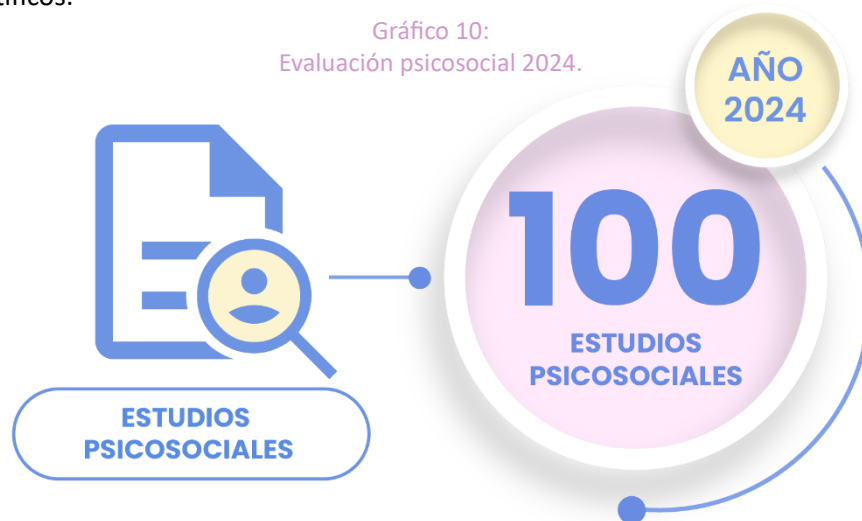 Gráfico 10:
Evaluación psicosocial 2024.
AÑO
2024
100
ESTUDIOS
PSICOSOCIALES
ESTUDIOS
PSICOSOCIALES